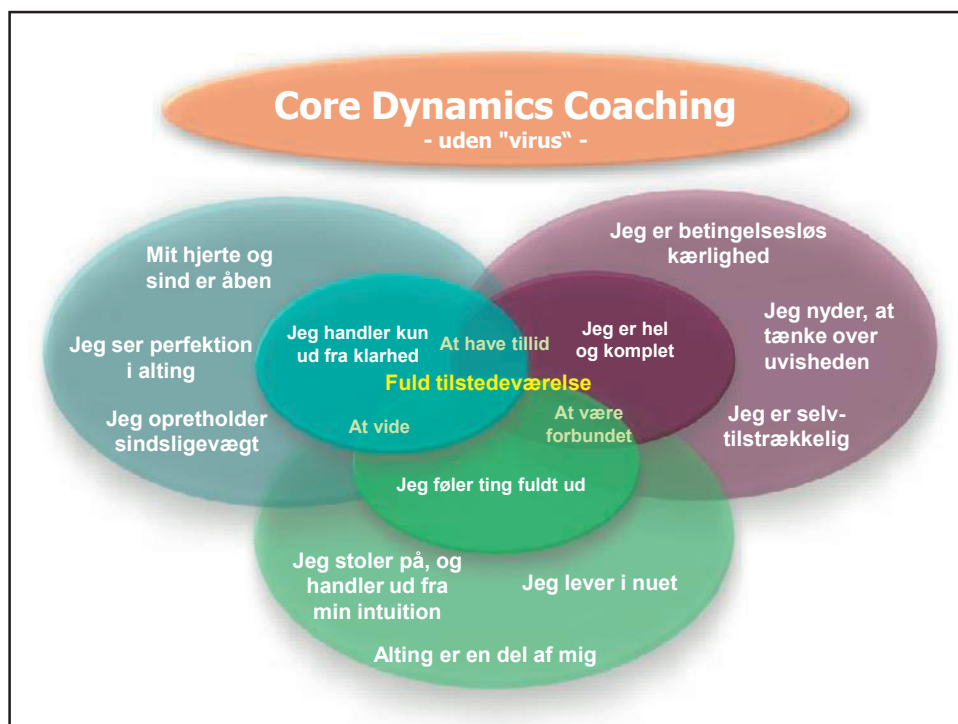 Core Dynamics Coaching
- uden "virus“ -
Mit hjerte og
sind er åben
Jeg ser perfektion
i alting
Jeg opretholder
sindsligevægt
Jeg handler kun
ud fra klarhed
At have tillid
Jeg er hel
og komplet
Jeg er betingelsesløs
kærlighed
Jeg nyder, at
tænke over
uvisheden
Jeg er selv-
tilstrækkelig
Fuld tilstedeværelse
At vide
At være
forbundet
Jeg føler ting fuldt ud
Jeg stoler på, og
handler ud fra
min intuition
Jeg lever i nuet
Alting er en del af mig